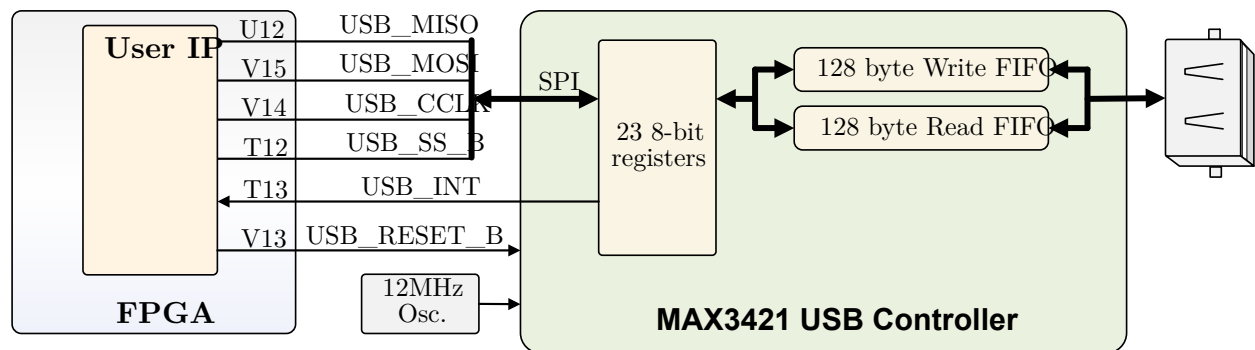 User IP
U12 USB_MISO
V15 USB_MOSI
V14 USB_CCLK
T12 USB_SS_B
T13 USB_INT
V13 USB_RESET_B
FPGA
12MHz
Osc.
SPI
23 8-bit
registers
128 byte Write FIFO
128 byte Read FIFO
MAX3421 USB Controller